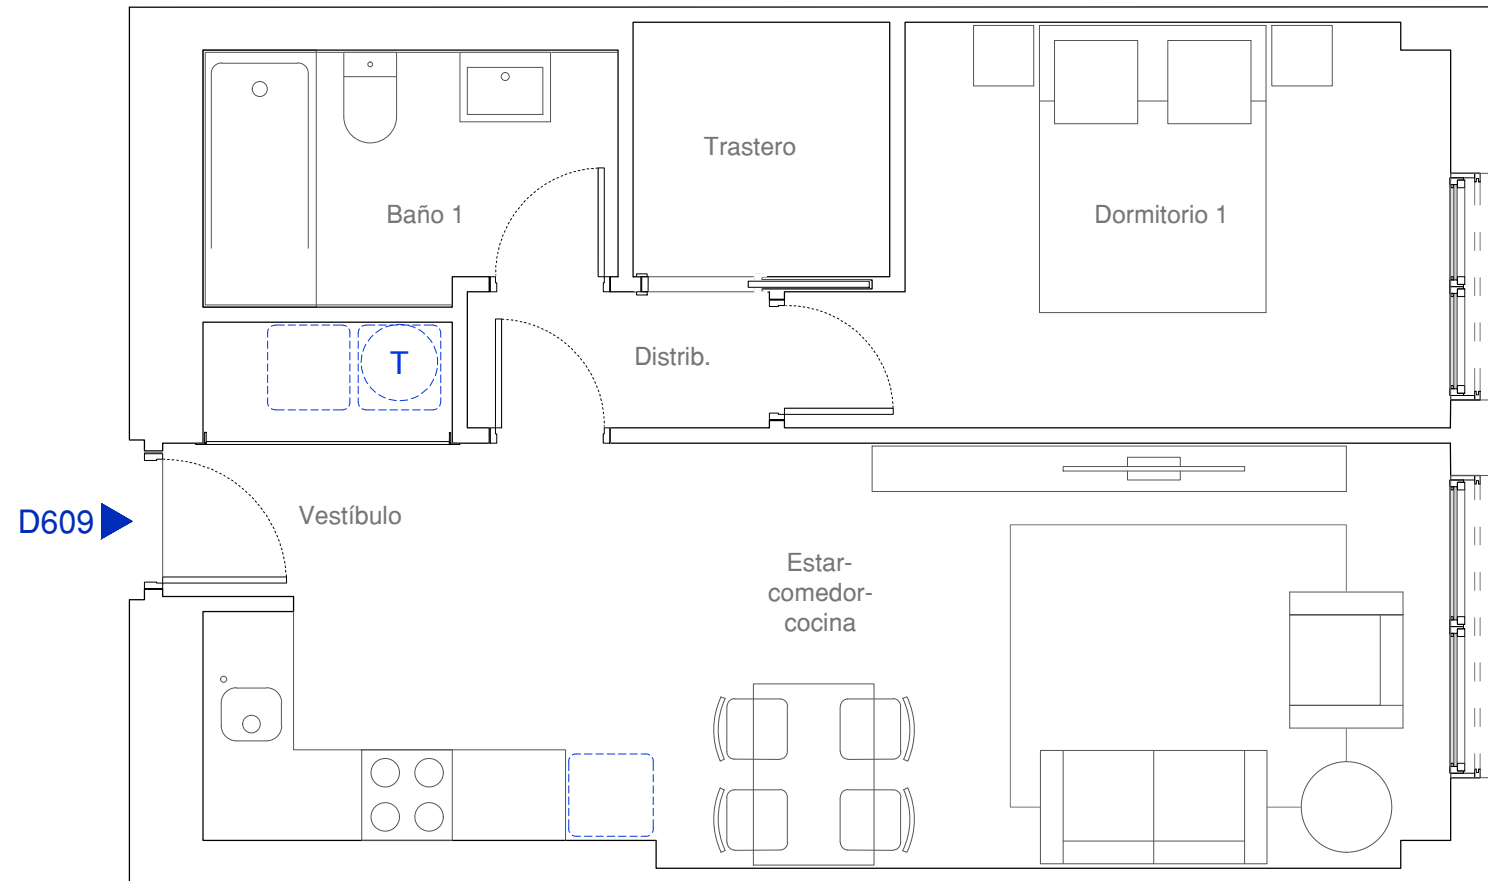 Trastero
Baño 1
Dormitorio 1
T
Distrib.
D609
Vestíbulo
Estar-
comedor-
cocina